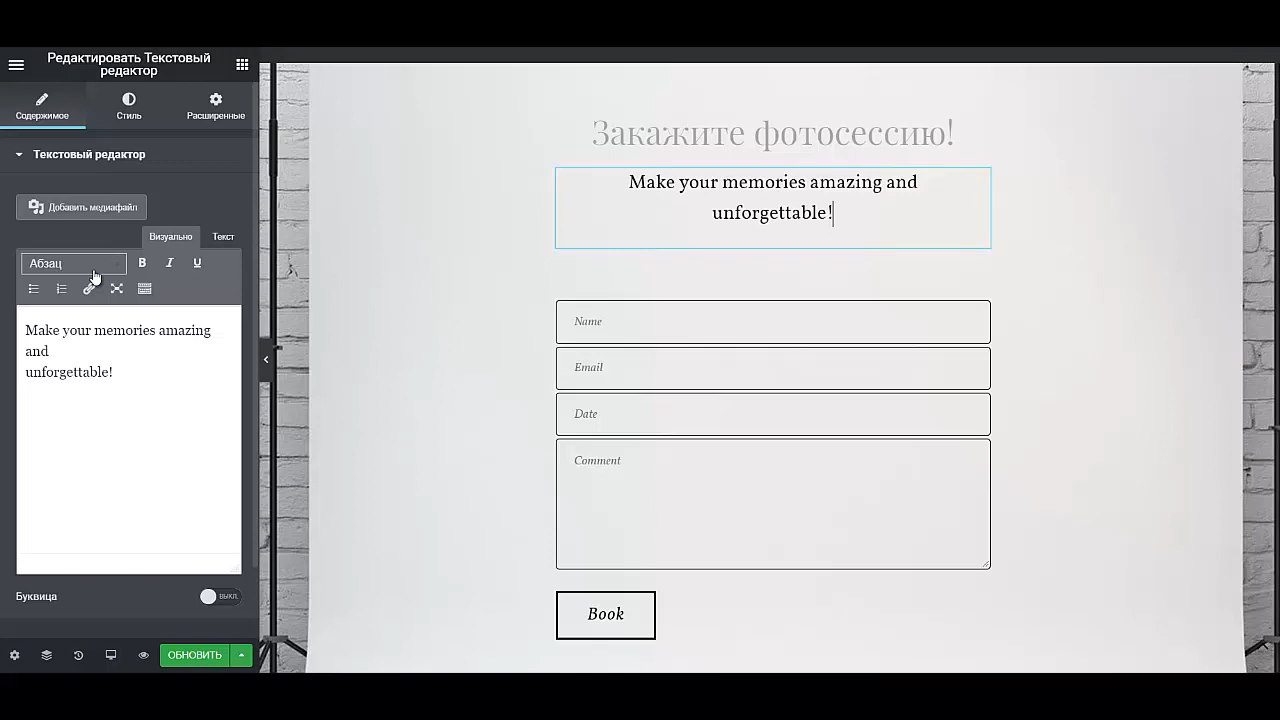 Редактировать Текстовый
редактор
Содержимое
Стиль
Расширенные
Текстовый редактор
Добавить медиафайл
Визуально
Текст
Абзац
B I U
Make your memories amazing
and
unforgettable!
Буквица
ВЫКЛ.
ОБНОВИТЬ
Закажите фотосессию!
Make your memories amazing and
unforgettable!
Name
Email
Date
Comment
Book